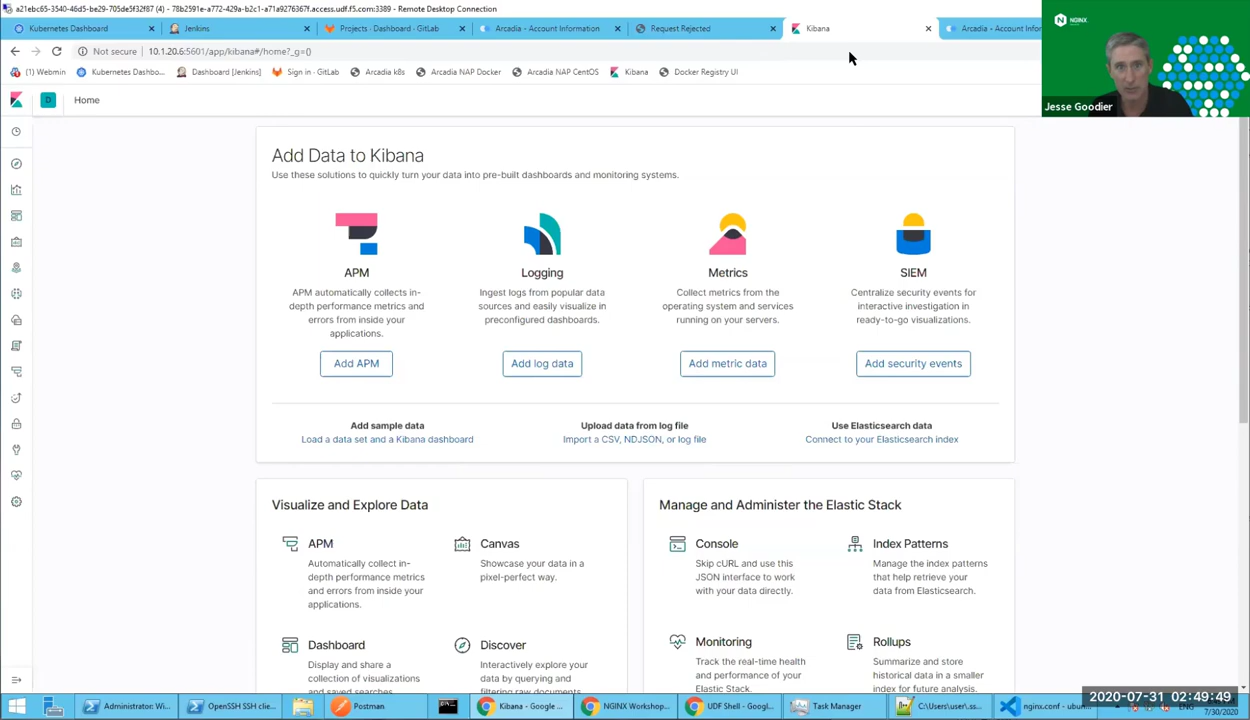 a21ebc65-3540-46d5-be29-705de5f32f87 (4) - 78b2591e-a772-429a-b2c1-a71a9276367f.access.udf.f5.com:3389 - Remote Desktop Connection
Kubernetes Dashboard
Jenkins
Projects · Dashboard · GitLab
Arcadia - Account Information
Request Rejected
Kibana
Arcadia - Account Info
Not secure
10.1.20.6:5601/app/kibana#/home?_g=()
(1) Webmin
Kubernetes Dashbo...
Dashboard [Jenkins]
Sign in · GitLab
Arcadia k8s
Arcadia NAP Docker
Arcadia NAP CentOS
Kibana
Docker Registry UI
NGINX
Jesse Goodier
D
Home
Add Data to Kibana
Use these solutions to quickly turn your data into pre-built dashboards and monitoring systems.
APM
APM automatically collects in-
depth performance metrics and
errors from inside your
applications.
Add APM
Logging
Ingest logs from popular data
sources and easily visualize in
preconfigured dashboards.
Add log data
Metrics
Collect metrics from the
operating system and services
running on your servers.
Add metric data
SIEM
Centralize security events for
interactive investigation in
ready-to-go visualizations.
Add security events
Add sample data
Load a data set and a Kibana dashboard
Upload data from log file
Import a CSV, NDJSON, or log file
Use Elasticsearch data
Connect to your Elasticsearch index
Visualize and Explore Data
APM
Automatically collect in-
depth performance metrics
and errors from inside your
applications.
Canvas
Showcase your data in a
pixel-perfect way.
Dashboard
Display and share a
collection of visualizations
and saved searches.
Discover
Interactively explore your
data by querying and
filtering raw documents.
Manage and Administer the Elastic Stack
Console
Skip cURL and use this
JSON interface to work
with your data directly.
Index Patterns
Manage the index patterns
that help retrieve your
data from Elasticsearch.
Monitoring
Track the real-time health
and performance of your
Elastic Stack.
Rollups
Summarize and store
historical data in a smaller
index for future analysis.
Administrator: Wi...
OpenSSH SSH clie...
Postman
Kibana - Google ...
NGINX Workshop...
UDF Shell - Googl...
Task Manager
C:\Users\user\.ss...
nginx.conf - ubun...
2020-07-31 02:49:49
7/30/2020